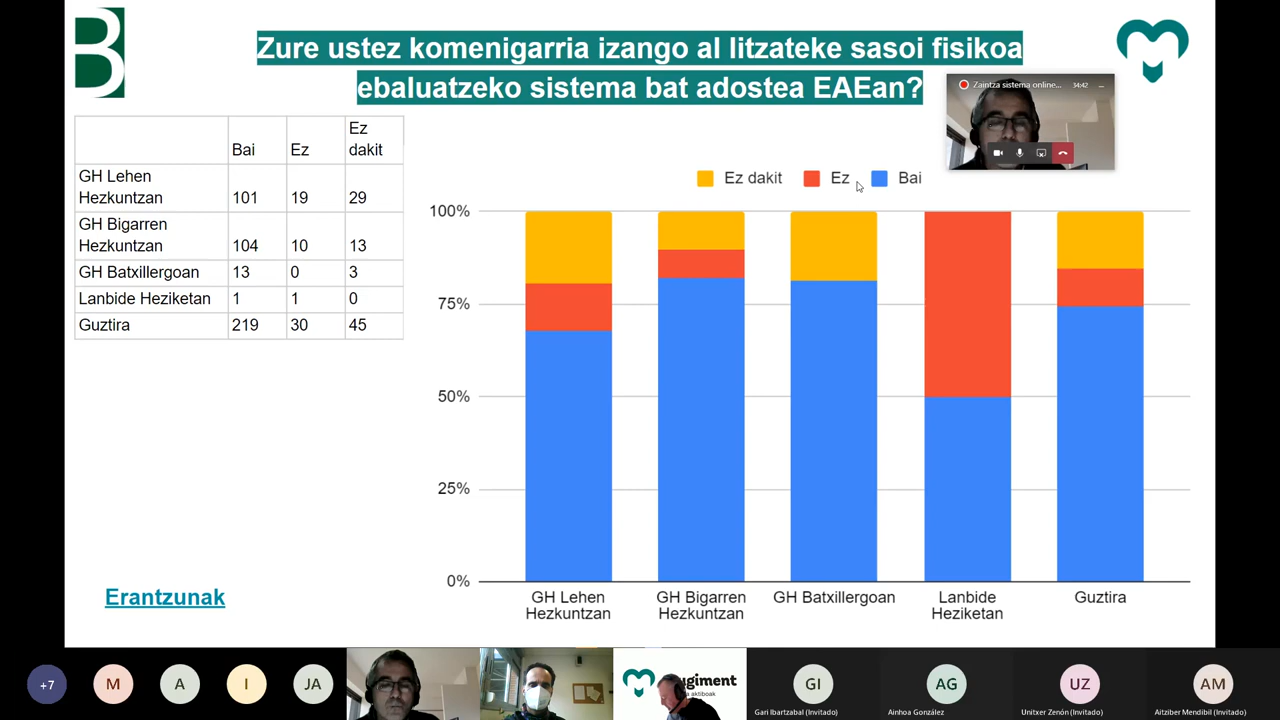 B
Zure ustez komenigarria izango al litzateke sasoi fisikoa
ebaluatzeko sistema bat adostea EAEan?
Zaintza sistema online... 34:42 ...
Bai Ez Ez dakit
GH Lehen Hezkuntzan 101 19 29
GH Bigarren Hezkuntzan 104 10 13
GH Batxillergoan 13 0 3
Lanbide Heziketan 1 1 0
Guztira 219 30 45
Ez dakit Ez Bai
100%
75%
50%
25%
0%
GH Lehen Hezkuntzan
GH Bigarren Hezkuntzan
GH Batxillergoan
Lanbide Heziketan
Guztira
Erantzunak
+7 M A I JA
GI AG UZ AM
Gari Ibartzabal (Invitado) Ainhoa González Unitxer Zenón (Invitado) Aitziber Mendibil (Invitado)